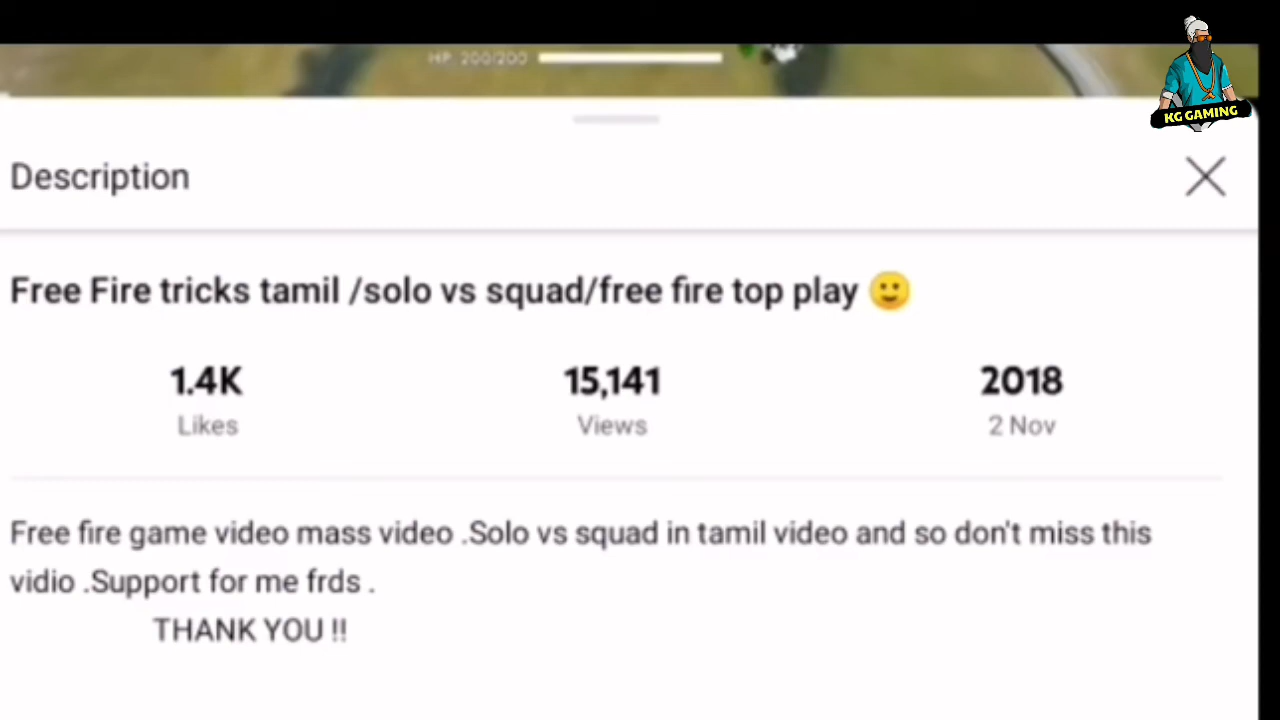 HP 200/200
KG GAMING
Description
Free Fire tricks tamil /solo vs squad/free fire top play 🙂
1.4K
15,141
2018
Likes
Views
2 Nov
Free fire game video mass video .Solo vs squad in tamil video and so don't miss this
vidio .Support for me frds .
THANK YOU !!